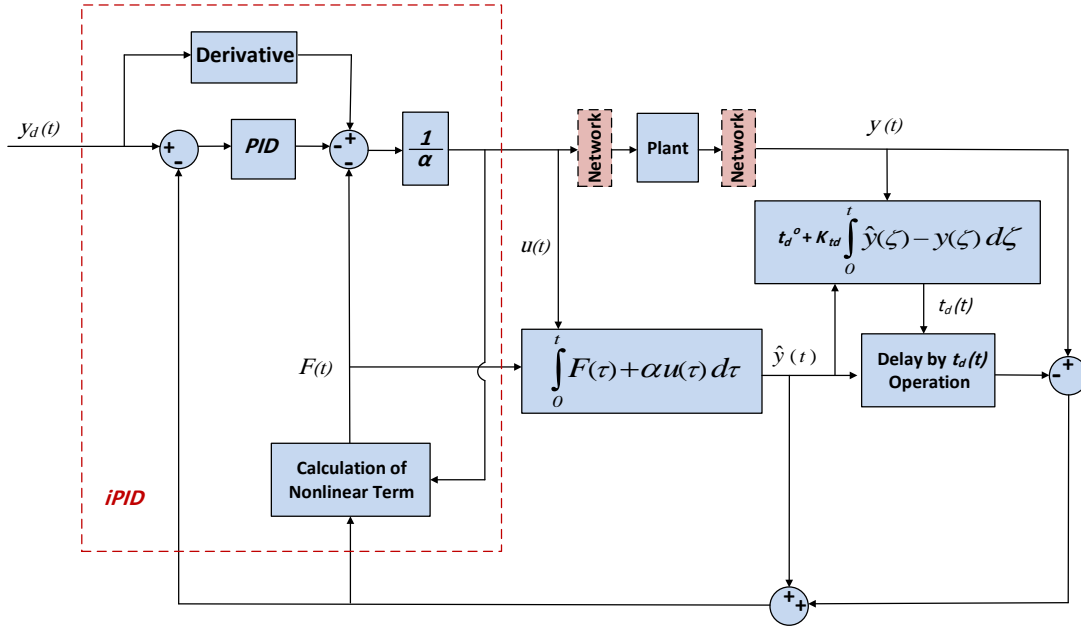 Derivative
y_d(t)
+
-
PID
-
+
-
1
α
Network
Plant
Network
y(t)
t_d^o + K_td ∫_0^t ŷ(ζ) − y(ζ) dζ
u(t)
t_d(t)
F(t)
∫_0^t F(τ) + αu(τ) dτ
ŷ(t)
Delay by t_d(t)
Operation
-
+
Calculation of
Nonlinear Term
iPID
+
+